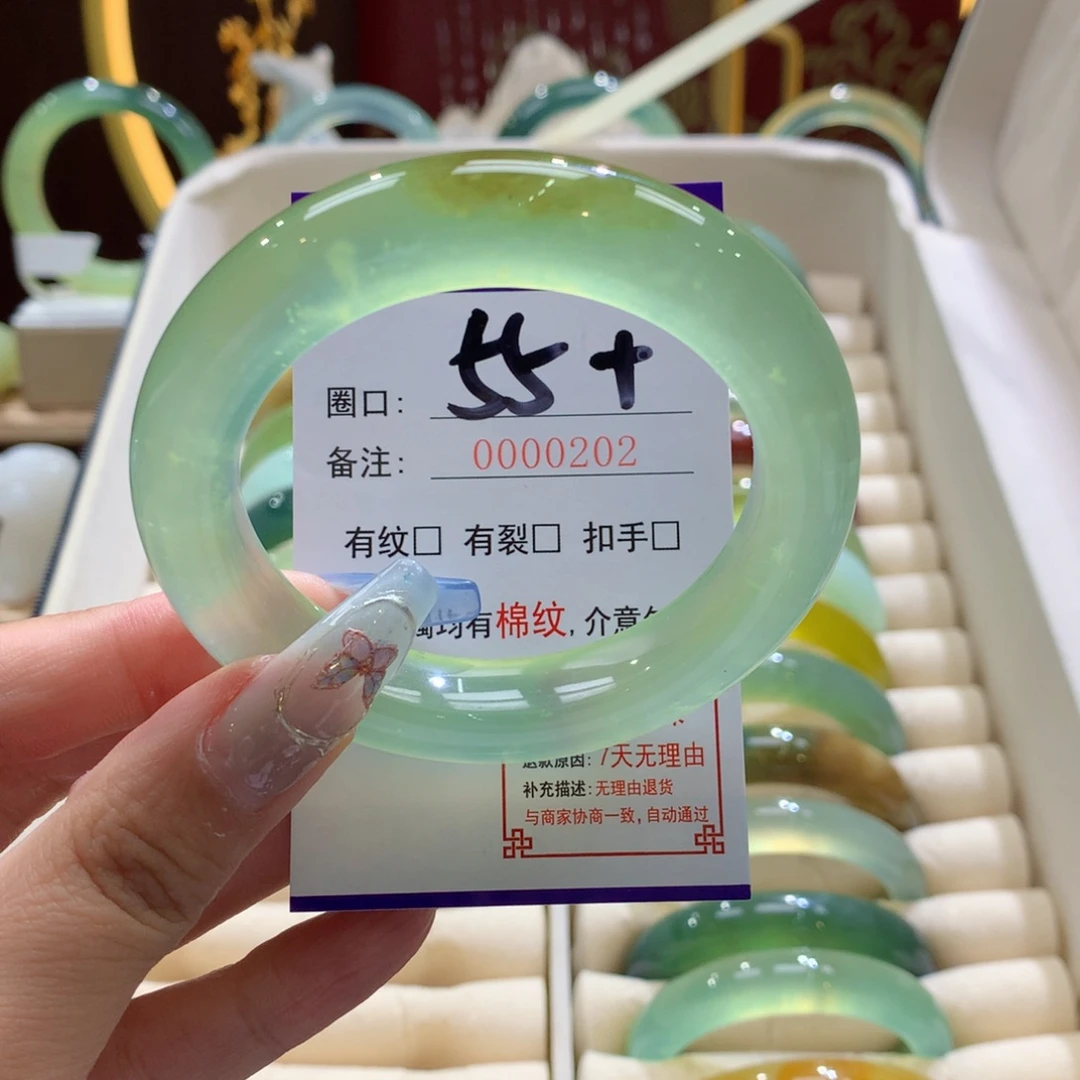 圈口: 55+
备注: 0000202
有纹□ 有裂□ 扣手□
均有棉纹, 介意
退款原因: 7天无理由
补充描述: 无理由退货
与商家协商一致, 自动通过